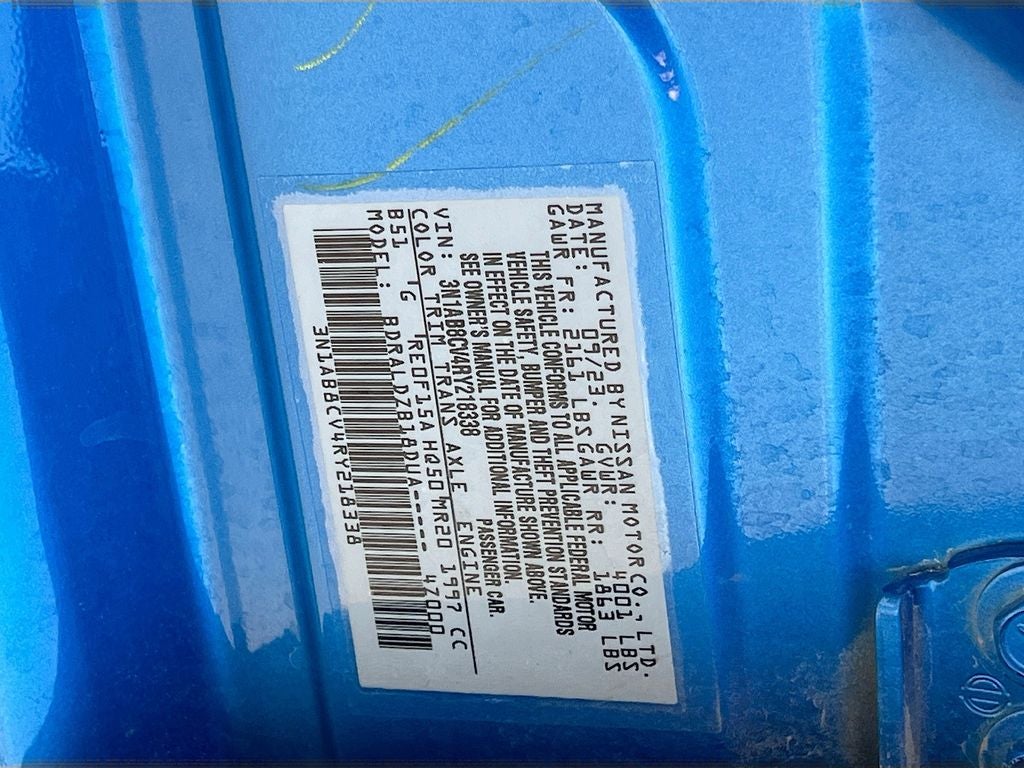 MANUFACTURED BY NISSAN MOTOR CO., LTD.
DATE: 09/23. GVWR: 4001 LBS
GAWR FR: 2161 LBS GAWR RR: 1863 LBS
THIS VEHICLE CONFORMS TO ALL APPLICABLE FEDERAL MOTOR
VEHICLE SAFETY, BUMPER AND THEFT PREVENTION STANDARDS
IN EFFECT ON THE DATE OF MANUFACTURE SHOWN ABOVE.
SEE OWNER'S MANUAL FOR ADDITIONAL INFORMATION.
VIN: 3N1AB8CV4RY218338 PASSENGER CAR.
COLOR TRIM TRANS AXLE ENGINE
B51 G RE0F15A HQ50 MR20 1997 CC
MODEL: BDRALDZB18DUA----- 47000
3N1AB8CV4RY218338